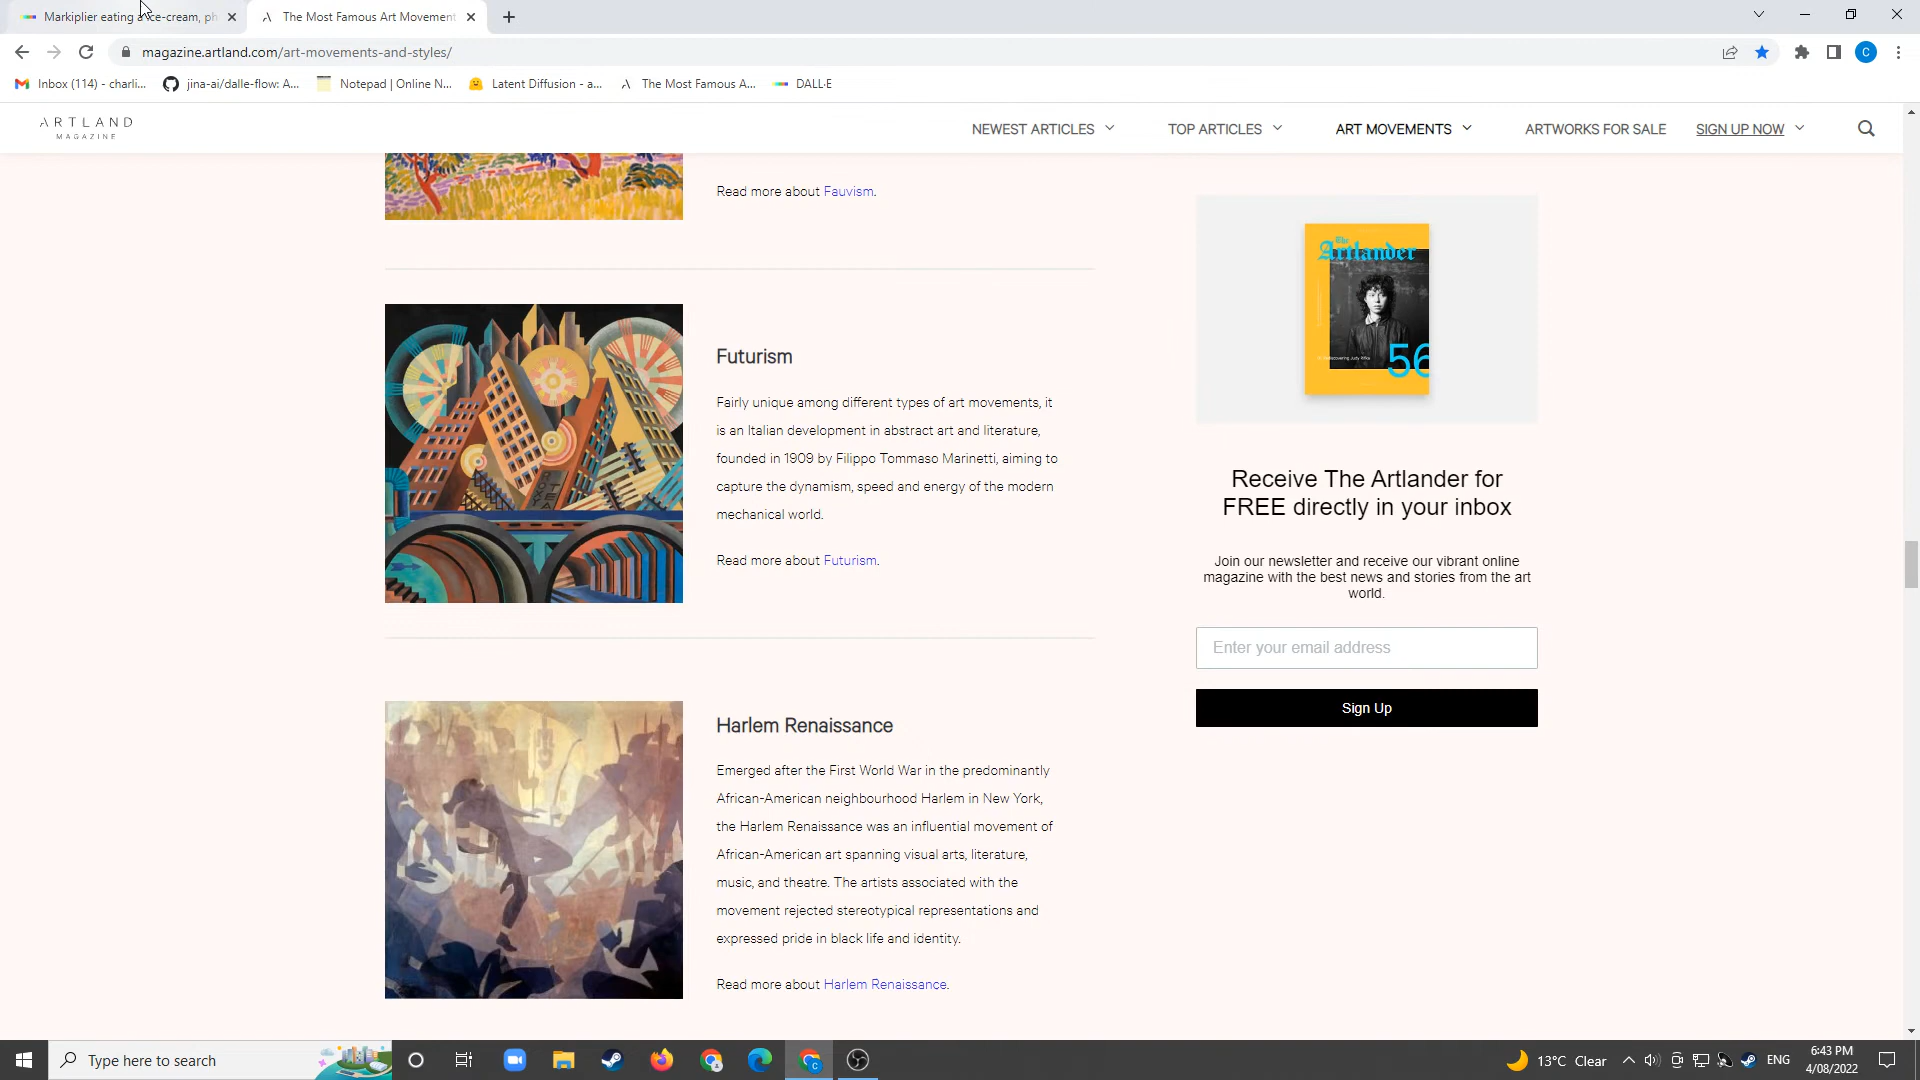 Markiplier eating a ice-cream, ph
The Most Famous Art Movement
magazine.artland.com/art-movements-and-styles/
C
Inbox (114) - charli...
jina-ai/dalle-flow: A...
Notepad | Online N...
Latent Diffusion - a...
The Most Famous A...
DALL·E
ARTLAND
MAGAZINE
NEWEST ARTICLES
TOP ARTICLES
ART MOVEMENTS
ARTWORKS FOR SALE
SIGN UP NOW
Read more about Fauvism.
Futurism
Fairly unique among different types of art movements, it
is an Italian development in abstract art and literature,
founded in 1909 by Filippo Tommaso Marinetti, aiming to
capture the dynamism, speed and energy of the modern
mechanical world.
Read more about Futurism.
Harlem Renaissance
Emerged after the First World War in the predominantly
African-American neighbourhood Harlem in New York,
the Harlem Renaissance was an influential movement of
African-American art spanning visual arts, literature,
music, and theatre. The artists associated with the
movement rejected stereotypical representations and
expressed pride in black life and identity.
Read more about Harlem Renaissance.
The
Artlander
56
Receive The Artlander for
FREE directly in your inbox
Join our newsletter and receive our vibrant online
magazine with the best news and stories from the art
world.
Enter your email address
Sign Up
Type here to search
C
13°C Clear
ENG
6:43 PM
4/08/2022